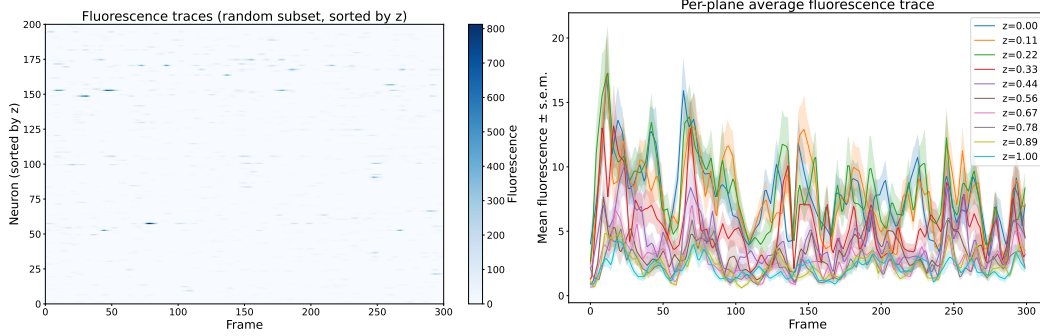 Fluorescence traces (random subset, sorted by z)
200
175
150
125
100
75
50
25
0
Neuron (sorted by z)
0
50
100
150
200
250
300
Frame
800
700
600
500
400
300
200
100
0
Fluorescence
Per-plane average fluorescence trace
20
15
10
5
0
Mean fluorescence ± s.e.m.
0
50
100
150
200
250
300
Frame
z=0.00
z=0.11
z=0.22
z=0.33
z=0.44
z=0.56
z=0.67
z=0.78
z=0.89
z=1.00